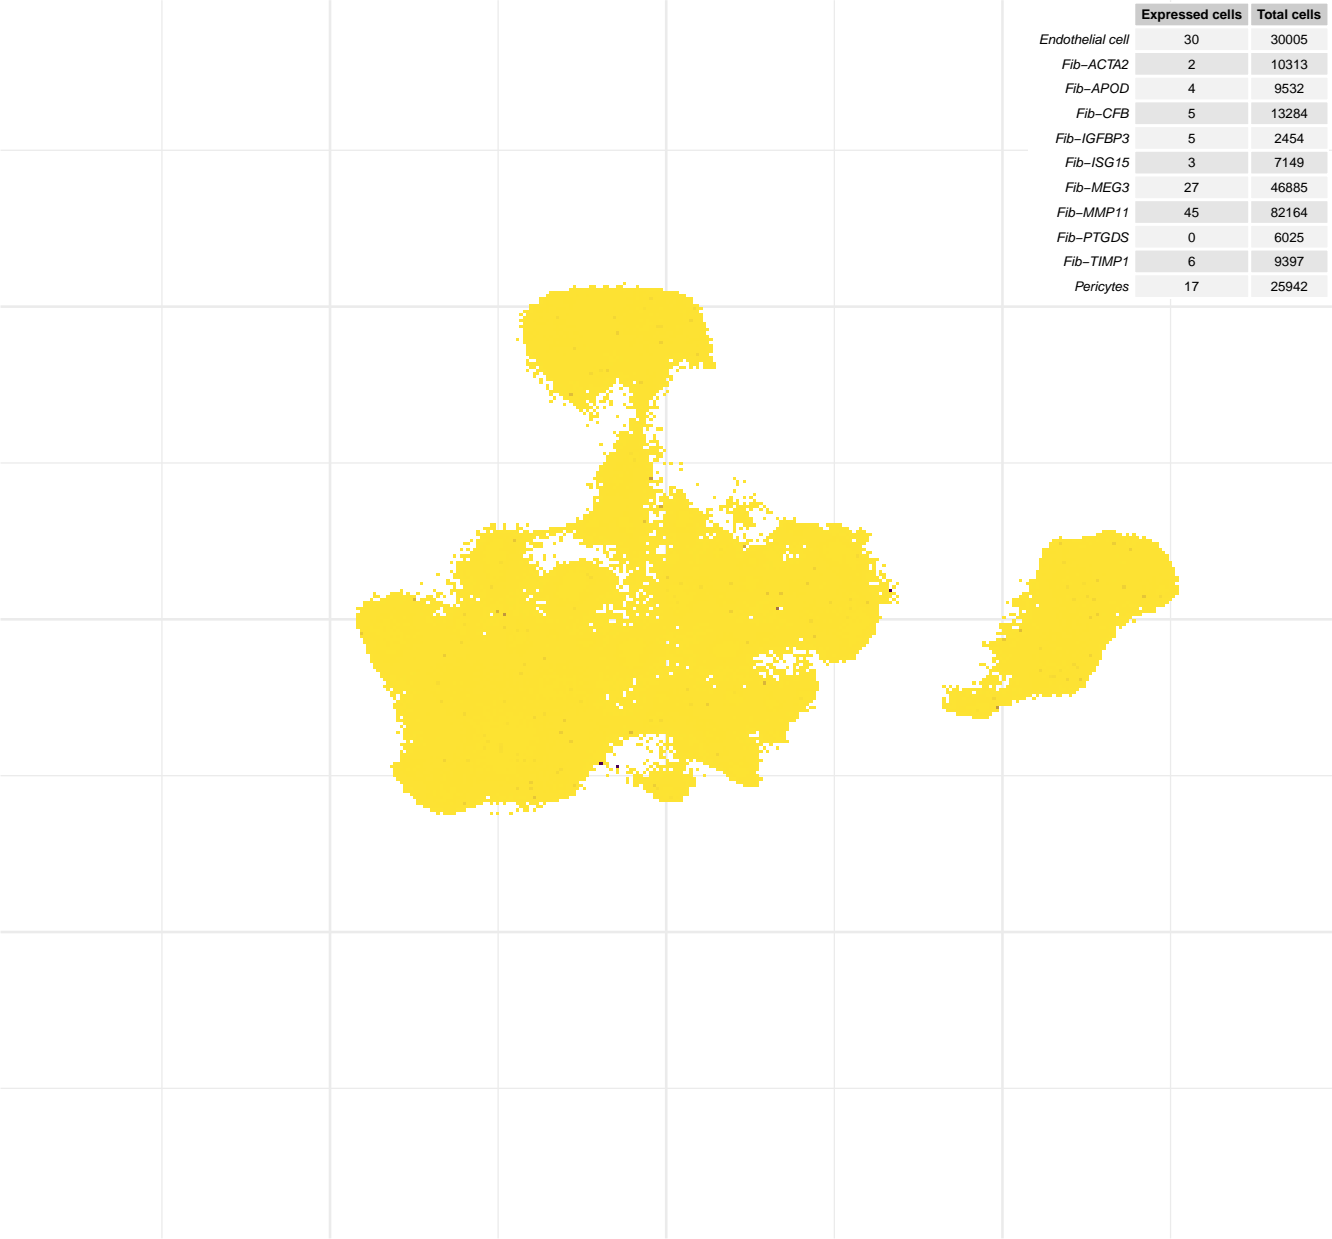 Expressed cells Total cells
Endothelial cell 30 30005
Fib−ACTA2 2 10313
Fib−APOD 4 9532
Fib−CFB 5 13284
Fib−IGFBP3 5 2454
Fib−ISG15 3 7149
Fib−MEG3 27 46885
Fib−MMP11 45 82164
Fib−PTGDS 0 6025
Fib−TIMP1 6 9397
Pericytes 17 25942